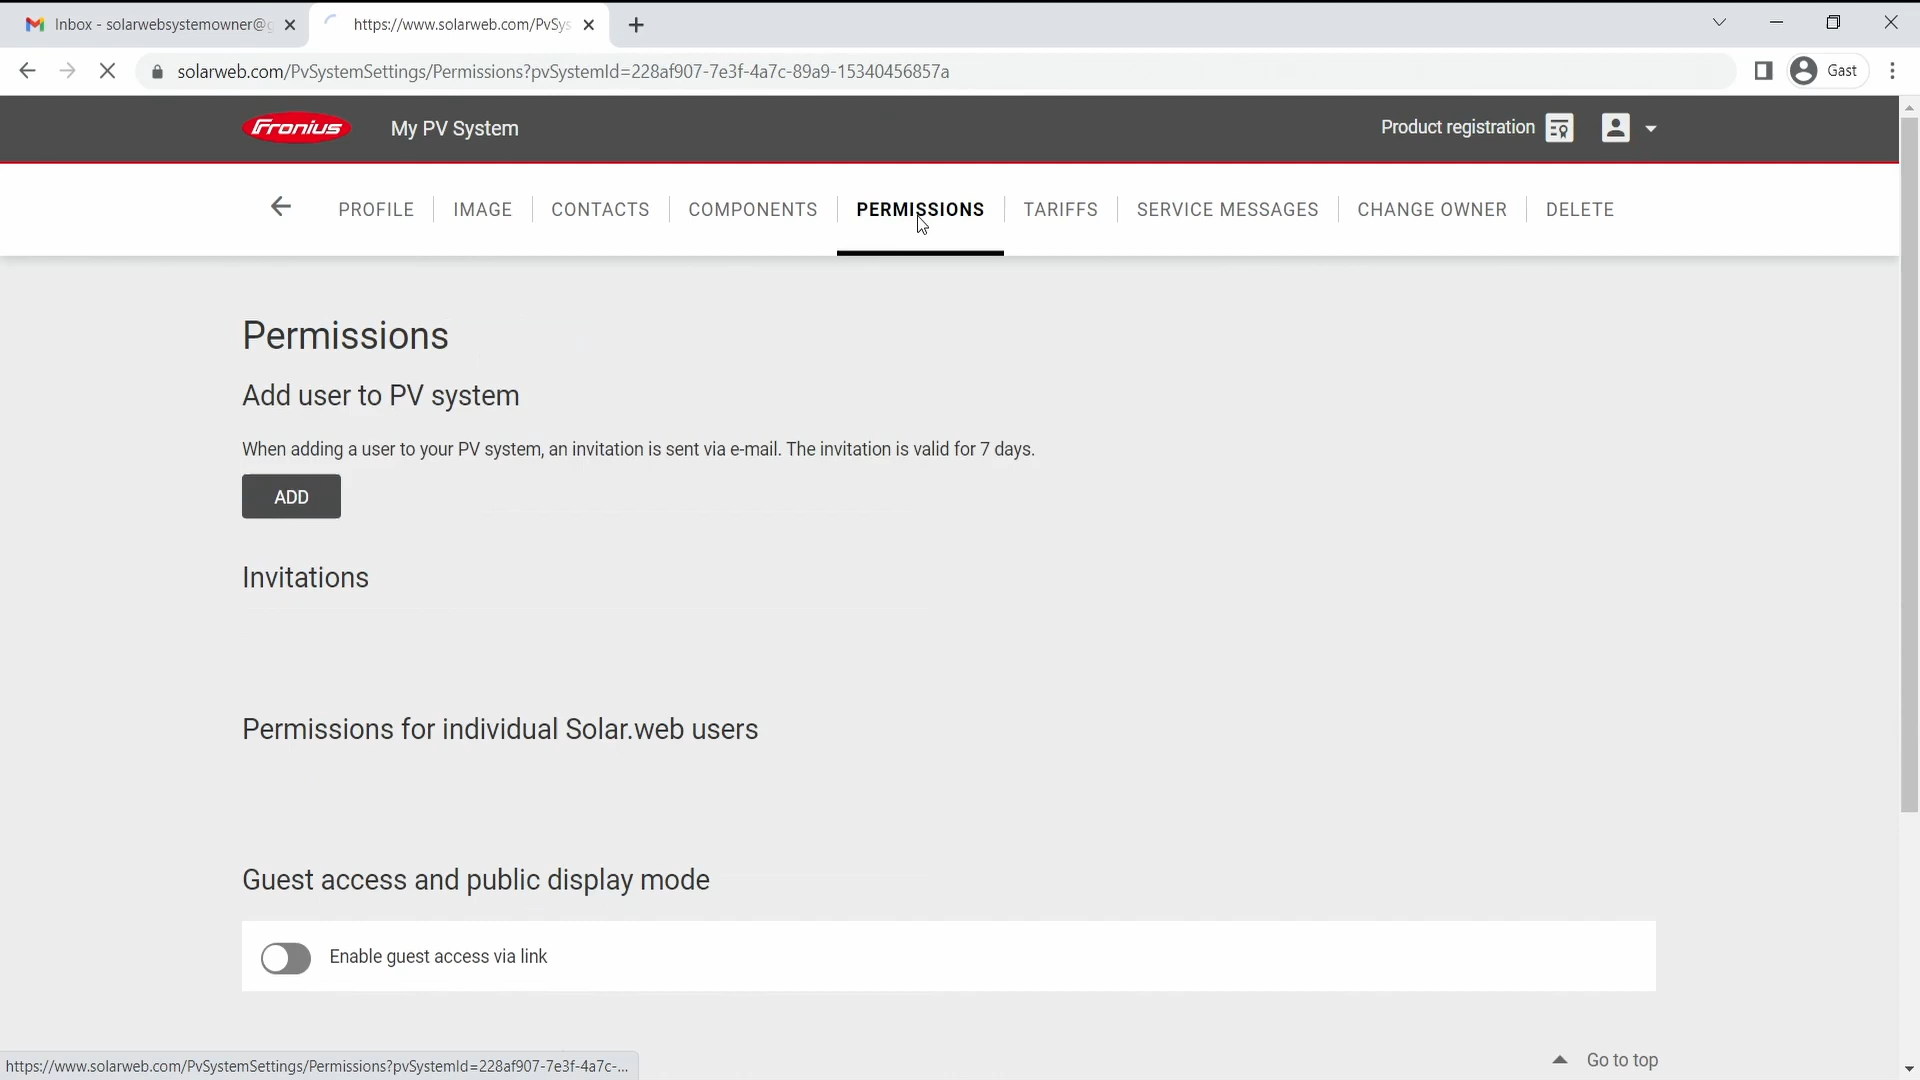 Inbox - solarwebsystemowner@g
https://www.solarweb.com/PvSys
solarweb.com/PvSystemSettings/Permissions?pvSystemId=228af907-7e3f-4a7c-89a9-15340456857a
Gast
Fronius
My PV System
Product registration
PROFILE
IMAGE
CONTACTS
COMPONENTS
PERMISSIONS
TARIFFS
SERVICE MESSAGES
CHANGE OWNER
DELETE
Permissions
Add user to PV system
When adding a user to your PV system, an invitation is sent via e-mail. The invitation is valid for 7 days.
ADD
Invitations
Permissions for individual Solar.web users
Guest access and public display mode
Enable guest access via link
Go to top
https://www.solarweb.com/PvSystemSettings/Permissions?pvSystemId=228af907-7e3f-4a7c-...